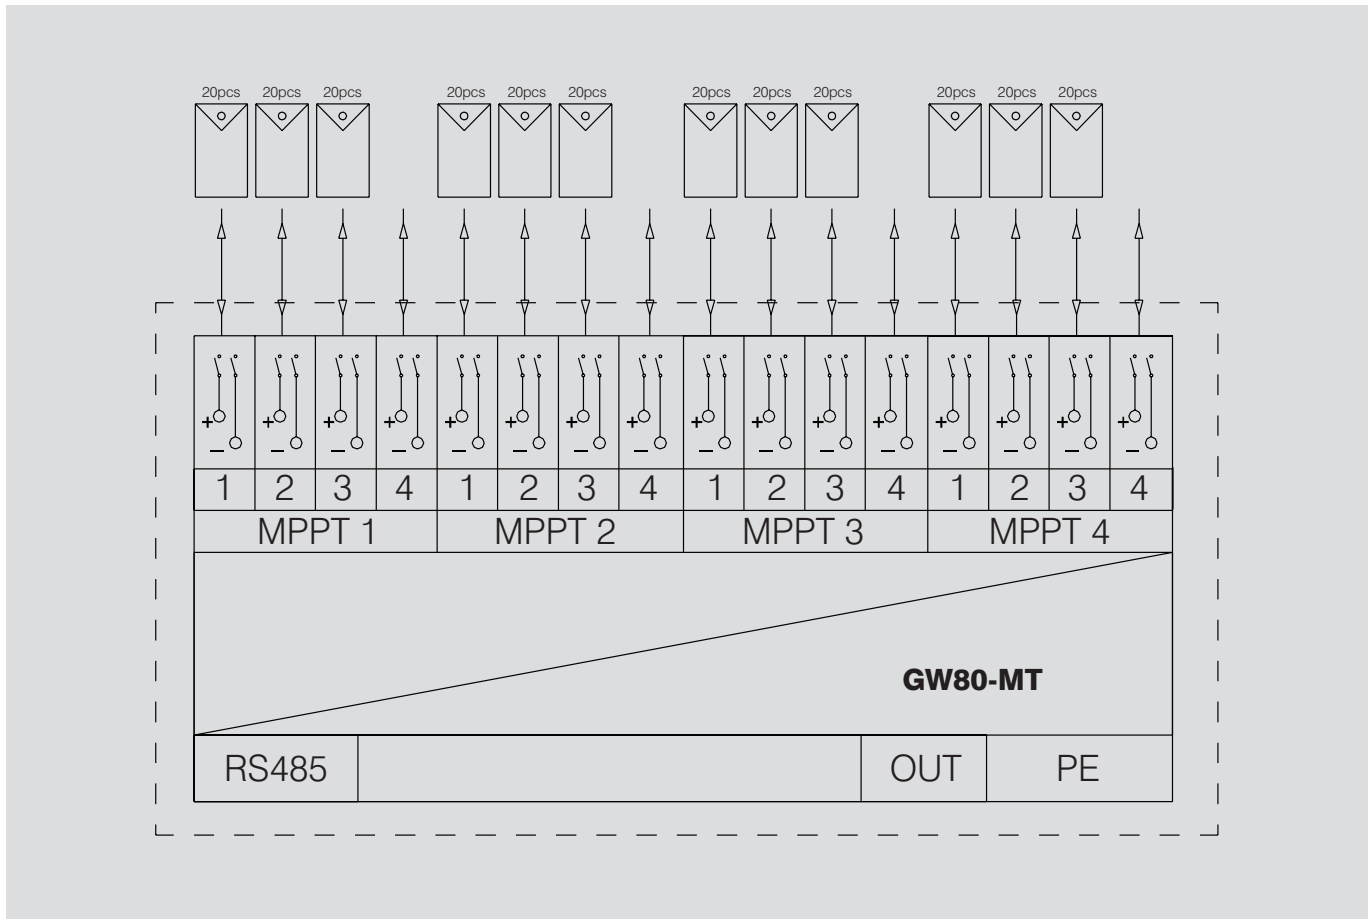 20pcs 20pcs 20pcs 20pcs 20pcs 20pcs 20pcs 20pcs 20pcs 20pcs 20pcs 20pcs
+ + + + + + + + + + + + + + + +
– – – – – – – – – – – – – – – –
1 2 3 4 1 2 3 4 1 2 3 4 1 2 3 4
MPPT 1 MPPT 2 MPPT 3 MPPT 4
GW80-MT
RS485 OUT PE